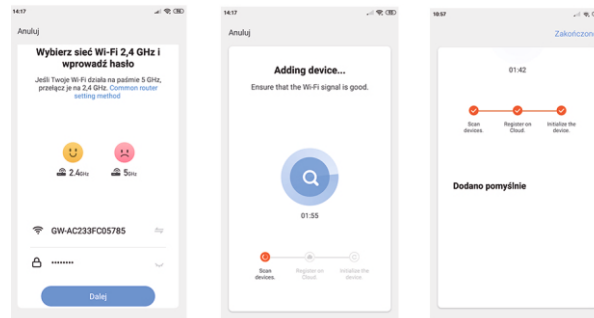 14:17
Anuluj
Wybierz sieć Wi-Fi 2,4 GHz i
wprowadź hasło
Jeśli Twoje Wi-Fi działa na paśmie 5 GHz,
przełącz je na 2,4 GHz. Common router
setting method
2.4GHz
5GHz
GW-AC233FC05785
Dalej
14:17
Anuluj
Adding device...
Ensure that the Wi-Fi signal is good.
01:55
Scan
devices.
Register on
Cloud.
Initialize the
device.
10:57
Zakończono
01:42
Scan
devices.
Register on
Cloud.
Initialize the
device.
Dodano pomyślnie